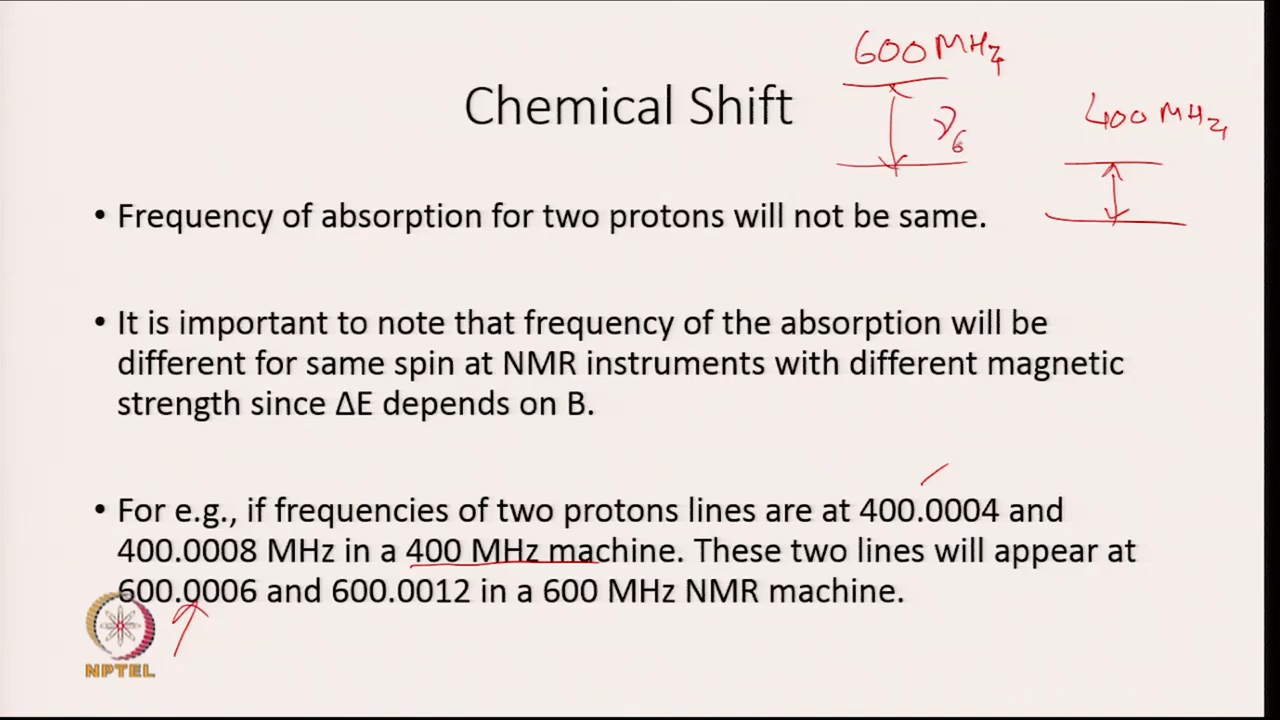 600 MHz
Chemical Shift
ν6
400 MHz
• Frequency of absorption for two protons will not be same.
• It is important to note that frequency of the absorption will be
different for same spin at NMR instruments with different magnetic
strength since ΔE depends on B.
• For e.g., if frequencies of two protons lines are at 400.0004 and
400.0008 MHz in a 400 MHz machine. These two lines will appear at
600.0006 and 600.0012 in a 600 MHz NMR machine.
NPTEL